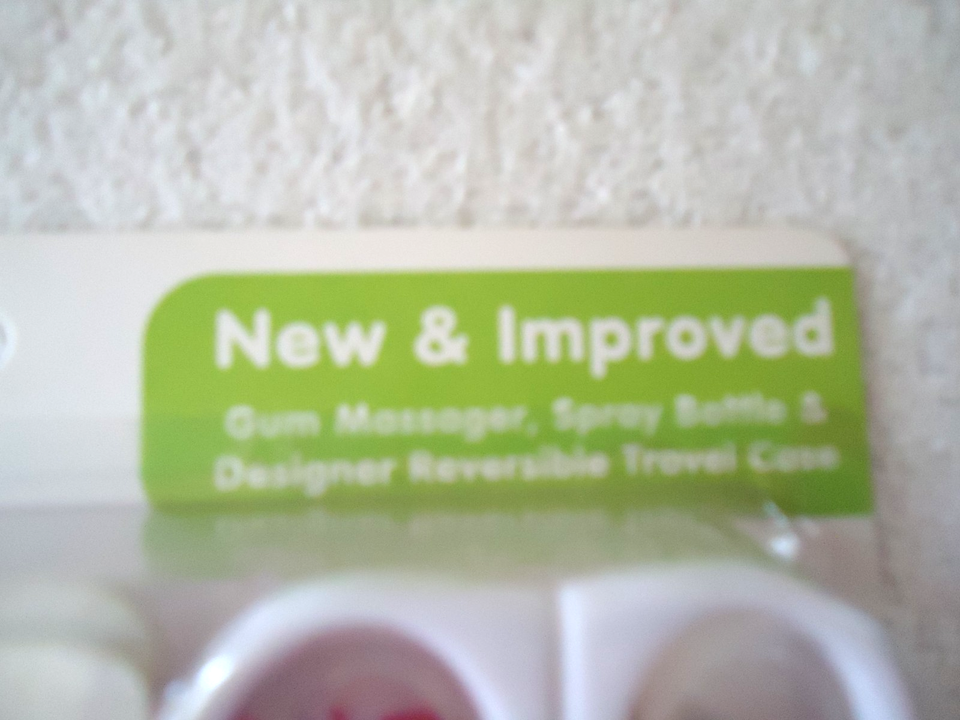 New & Improved
Gum Massager, Spray Bottle &
Designer Reversible Travel Case